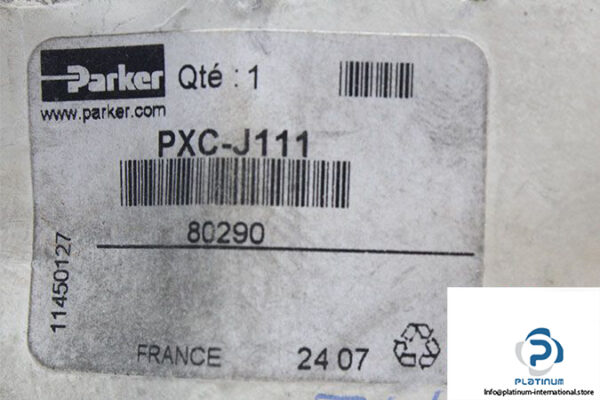 Parker
Qté : 1
www.parker.com
PXC-J111
80290
11450127
FRANCE
24 07
PLATINUM
Info@platinum-international.store